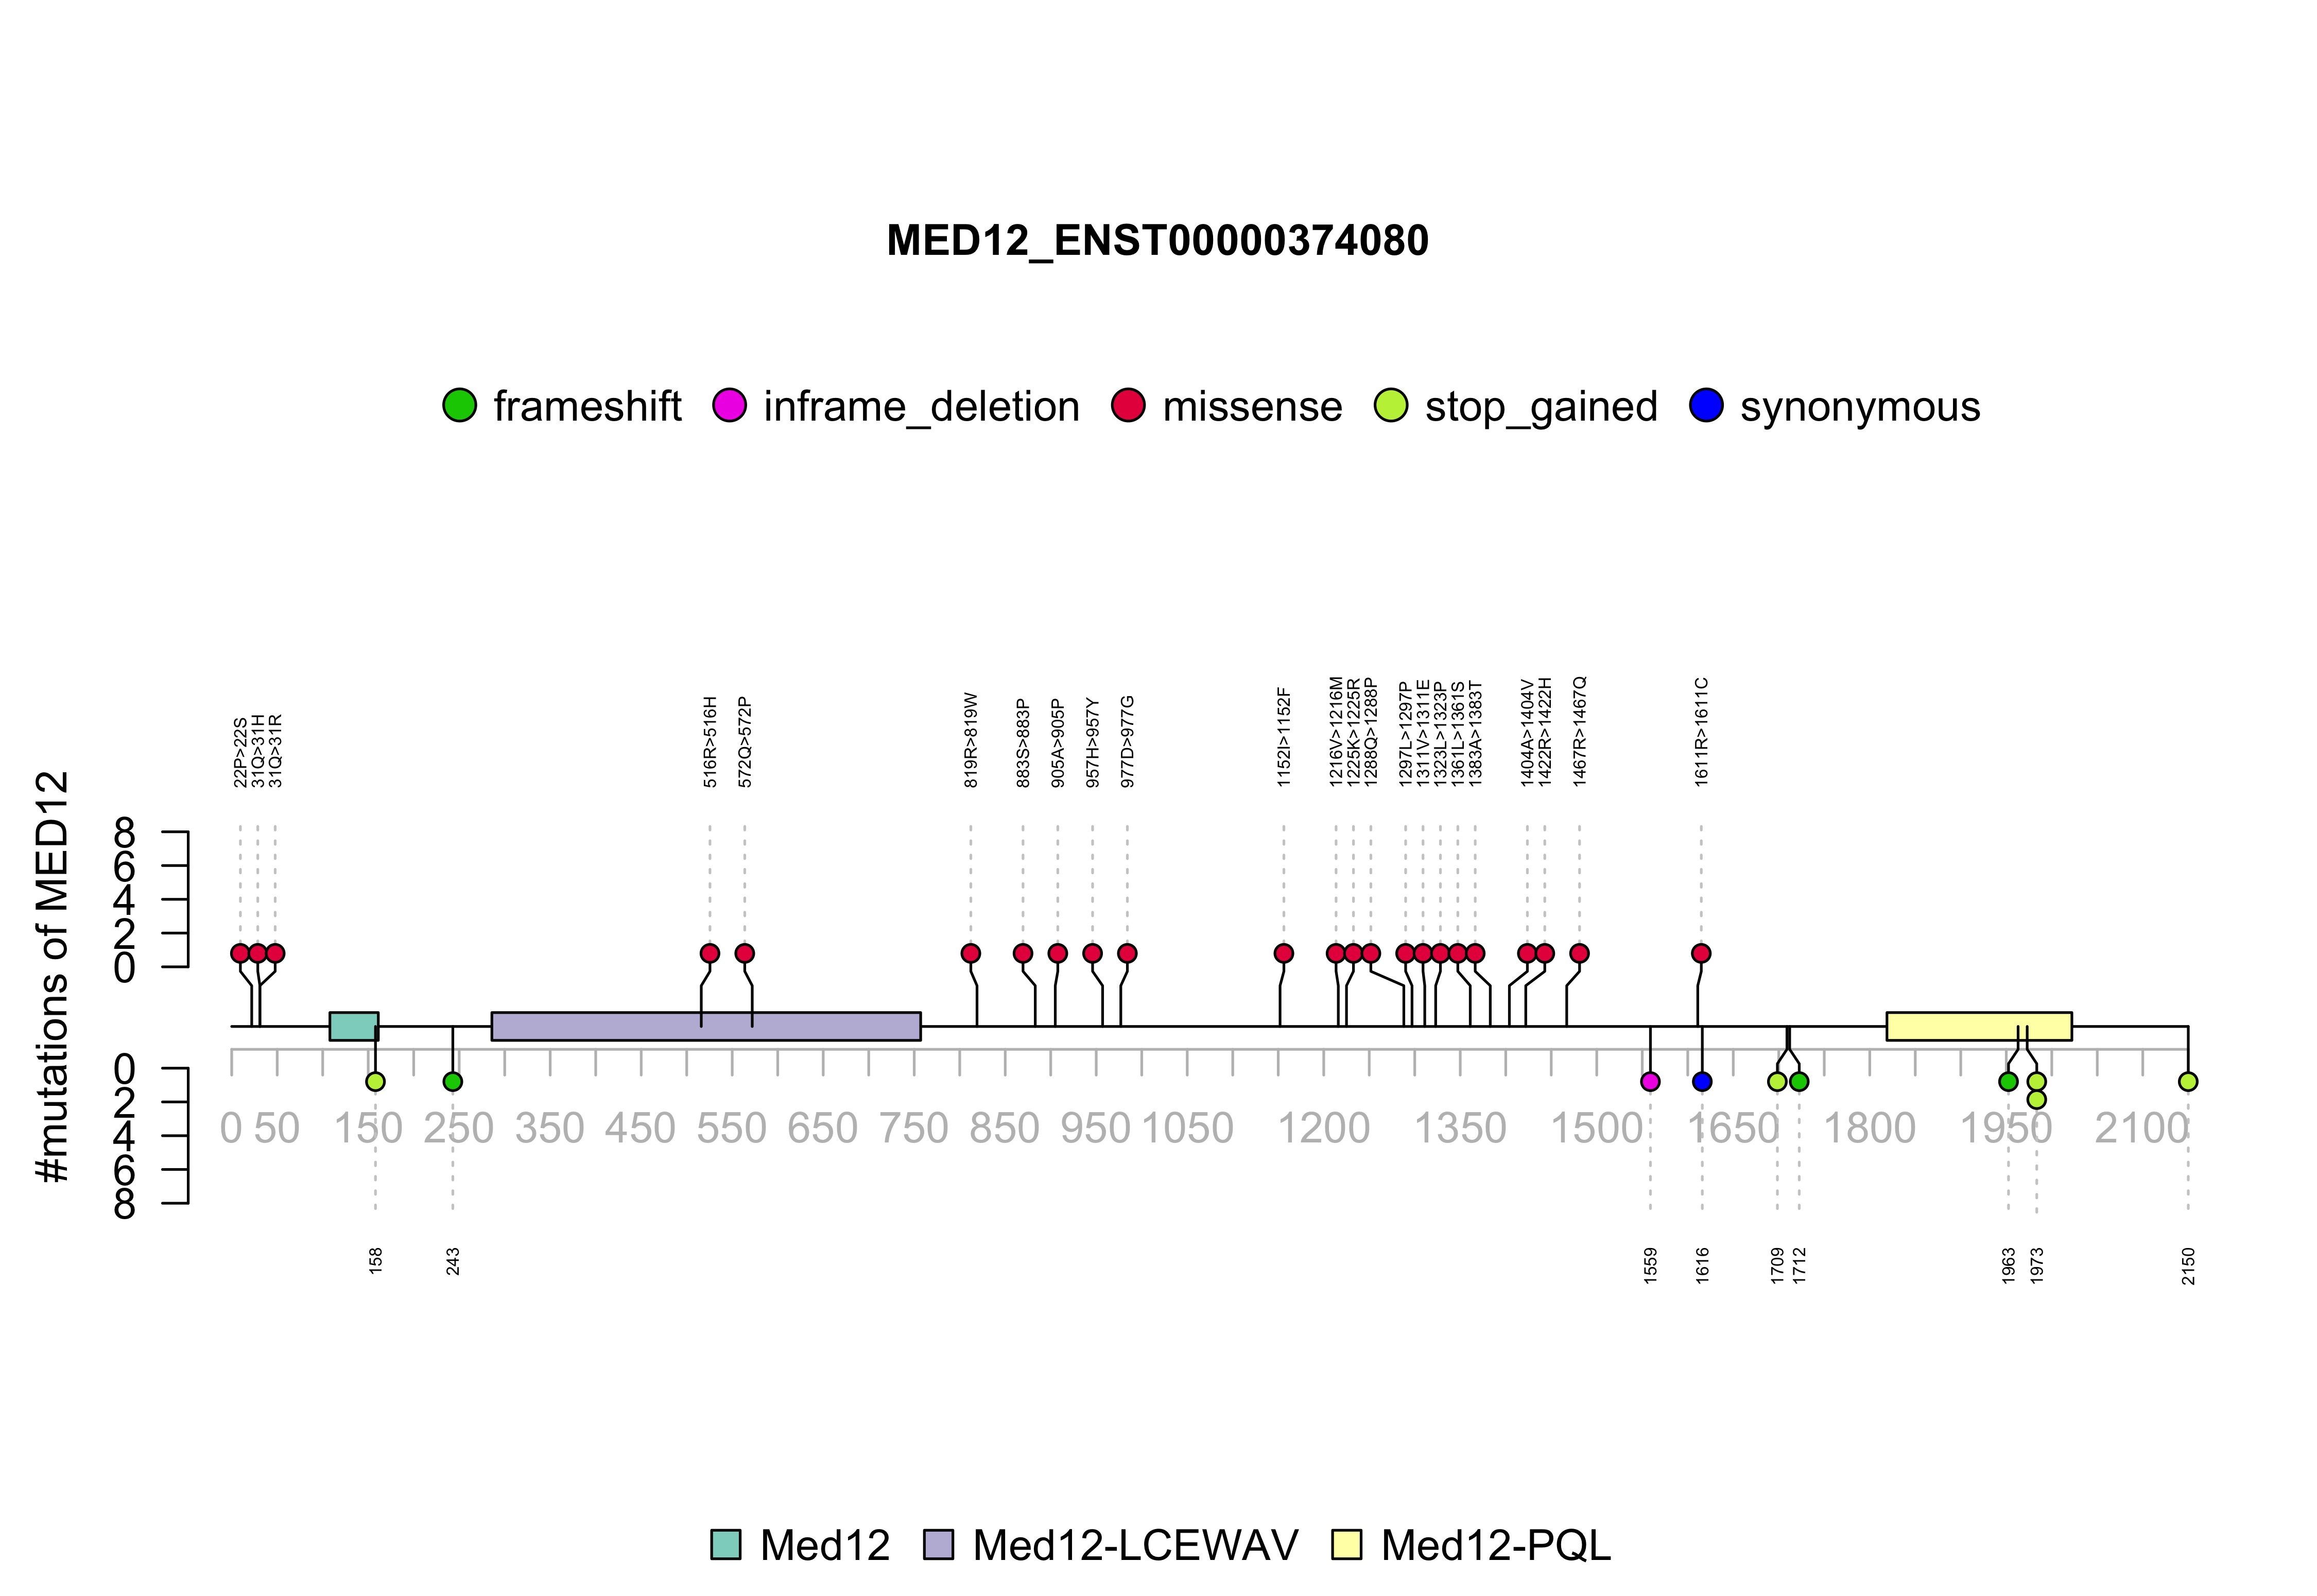 MED12_ENST00000374080
frameshift inframe_deletion missense stop_gained synonymous
22P>22S 31Q>31H 31Q>31R 516R>516H 572Q>572P 819R>819W 883S>883P 905A>905P 957H>957Y 977D>977G 1152I>1152F 1216V>1216M 1225K>1225R 1288Q>1288P 1297L>1297P 1311V>1311E 1323L>1323P 1361L>1361S 1383A>1383T 1404A>1404V 1422R>1422H 1467R>1467Q 1611R>1611C
#mutations of MED12
8
6
4
2
0
0
2
4
6
8
0 50 150 250 350 450 550 650 750 850 950 1050 1200 1350 1500 1650 1800 1950 2100
158 243 1559 1616 1709 1712 1963 1973 2150
Med12 Med12-LCEWAV Med12-PQL